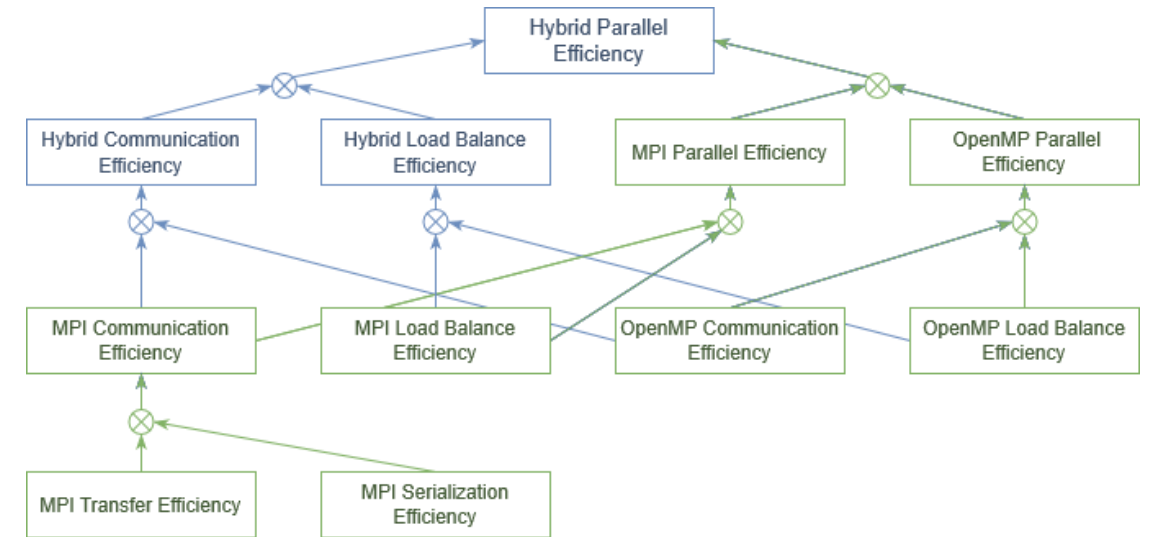 Hybrid Parallel
Efficiency
Hybrid Communication
Efficiency
Hybrid Load Balance
Efficiency
MPI Parallel Efficiency
OpenMP Parallel
Efficiency
MPI Communication
Efficiency
MPI Load Balance
Efficiency
OpenMP Communication
Efficiency
OpenMP Load Balance
Efficiency
MPI Transfer Efficiency
MPI Serialization
Efficiency